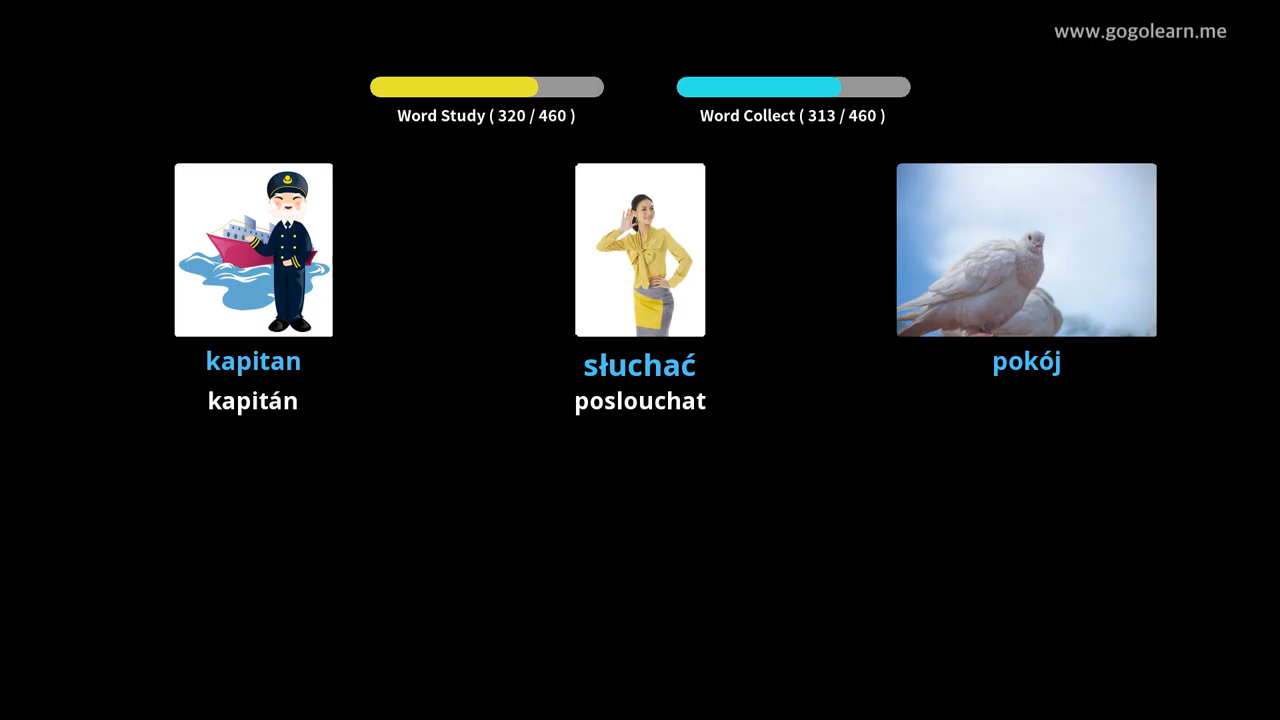 www.gogolearn.me
Word Study ( 320 / 460 )
Word Collect ( 313 / 460 )
kapitan
słuchać
pokój
kapitán
poslouchat